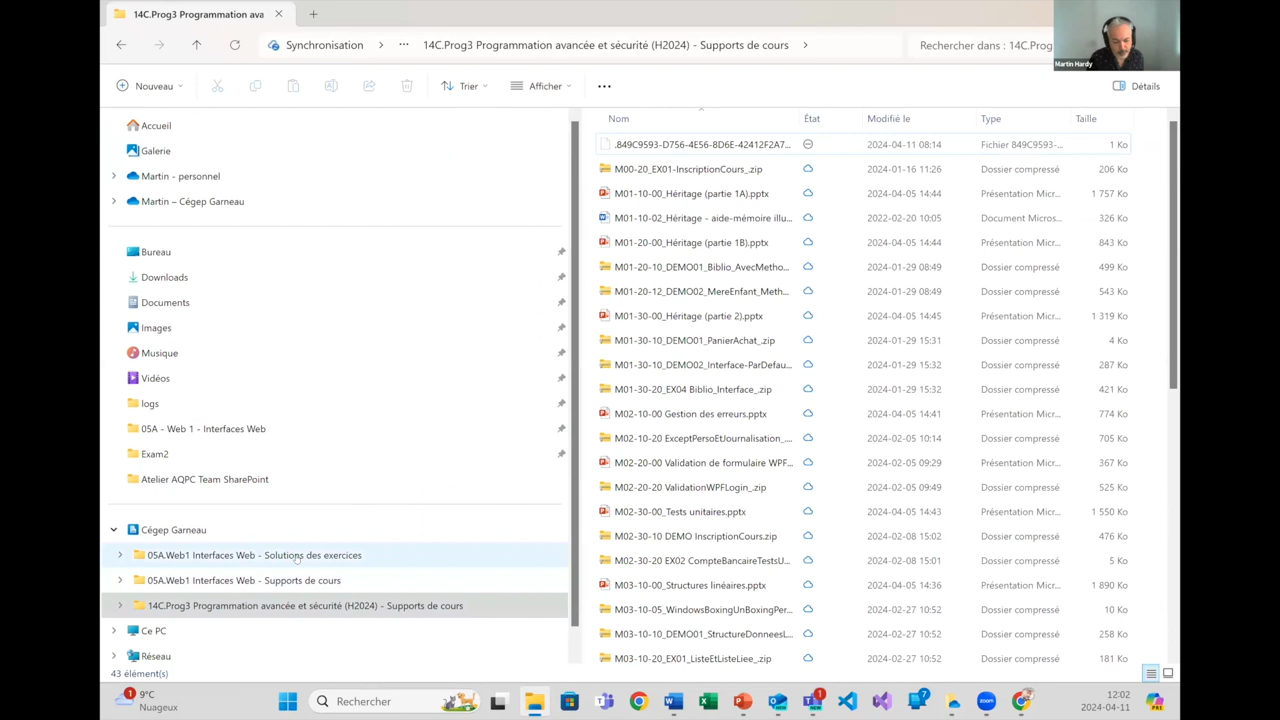 14C.Prog3 Programmation ava
Synchronisation
14C.Prog3 Programmation avancée et sécurité (H2024) - Supports de cours
Rechercher dans : 14C.Prog
Martin Hardy
Nouveau
Trier
Afficher
Détails
Accueil
Galerie
Martin - personnel
Martin – Cégep Garneau
Bureau
Downloads
Documents
Images
Musique
Vidéos
logs
05A - Web 1 - Interfaces Web
Exam2
Atelier AQPC Team SharePoint
Cégep Garneau
05A.Web1 Interfaces Web - Solutions des exercices
05A.Web1 Interfaces Web - Supports de cours
14C.Prog3 Programmation avancée et sécurité (H2024) - Supports de cours
Ce PC
Réseau
Nom État Modifié le Type Taille
.849C9593-D756-4E56-8D6E-42412F2A7... 2024-04-11 08:14 Fichier 849C9593-... 1 Ko
M00-20_EX01-InscriptionCours_.zip 2024-01-16 11:26 Dossier compressé 206 Ko
M01-10-00_Héritage (partie 1A).pptx 2024-04-05 14:44 Présentation Micr... 1 757 Ko
M01-10-02_Héritage - aide-mémoire illu... 2022-02-20 10:05 Document Micros... 326 Ko
M01-20-00_Héritage (partie 1B).pptx 2024-04-05 14:44 Présentation Micr... 843 Ko
M01-20-10_DEMO01_Biblio_AvecMetho... 2024-01-29 08:49 Dossier compressé 499 Ko
M01-20-12_DEMO02_MereEnfant_Meth... 2024-01-29 08:49 Dossier compressé 543 Ko
M01-30-00_Héritage (partie 2).pptx 2024-04-05 14:45 Présentation Micr... 1 319 Ko
M01-30-10_DEMO01_PanierAchat_.zip 2024-01-29 15:31 Dossier compressé 4 Ko
M01-30-10_DEMO02_Interface-ParDefau... 2024-01-29 15:32 Dossier compressé 287 Ko
M01-30-20_EX04 Biblio_Interface_.zip 2024-01-29 15:32 Dossier compressé 421 Ko
M02-10-00 Gestion des erreurs.pptx 2024-04-05 14:41 Présentation Micr... 774 Ko
M02-10-20 ExceptPersoEtJournalisation_... 2024-02-05 10:14 Dossier compressé 705 Ko
M02-20-00 Validation de formulaire WPF... 2024-02-05 09:29 Présentation Micr... 367 Ko
M02-20-20 ValidationWPFLogin_.zip 2024-02-05 09:49 Dossier compressé 525 Ko
M02-30-00_Tests unitaires.pptx 2024-04-05 14:43 Présentation Micr... 1 550 Ko
M02-30-10 DEMO InscriptionCours.zip 2024-02-08 15:01 Dossier compressé 476 Ko
M02-30-20 EX02 CompteBancaireTestsU... 2024-02-08 15:01 Dossier compressé 5 Ko
M03-10-00_Structures linéaires.pptx 2024-04-05 14:36 Présentation Micr... 1 890 Ko
M03-10-05_WindowsBoxingUnBoxingPer... 2024-02-27 10:52 Dossier compressé 10 Ko
M03-10-10_DEMO01_StructureDonneesL... 2024-02-27 10:52 Dossier compressé 258 Ko
M03-10-20_EX01_ListeEtListeLiee_.zip 2024-02-27 10:52 Dossier compressé 181 Ko
43 élément(s)
1
9°C
Nuageux
Rechercher
NEW
1
NEW
7
zoom
12:02
2024-04-11
PRE